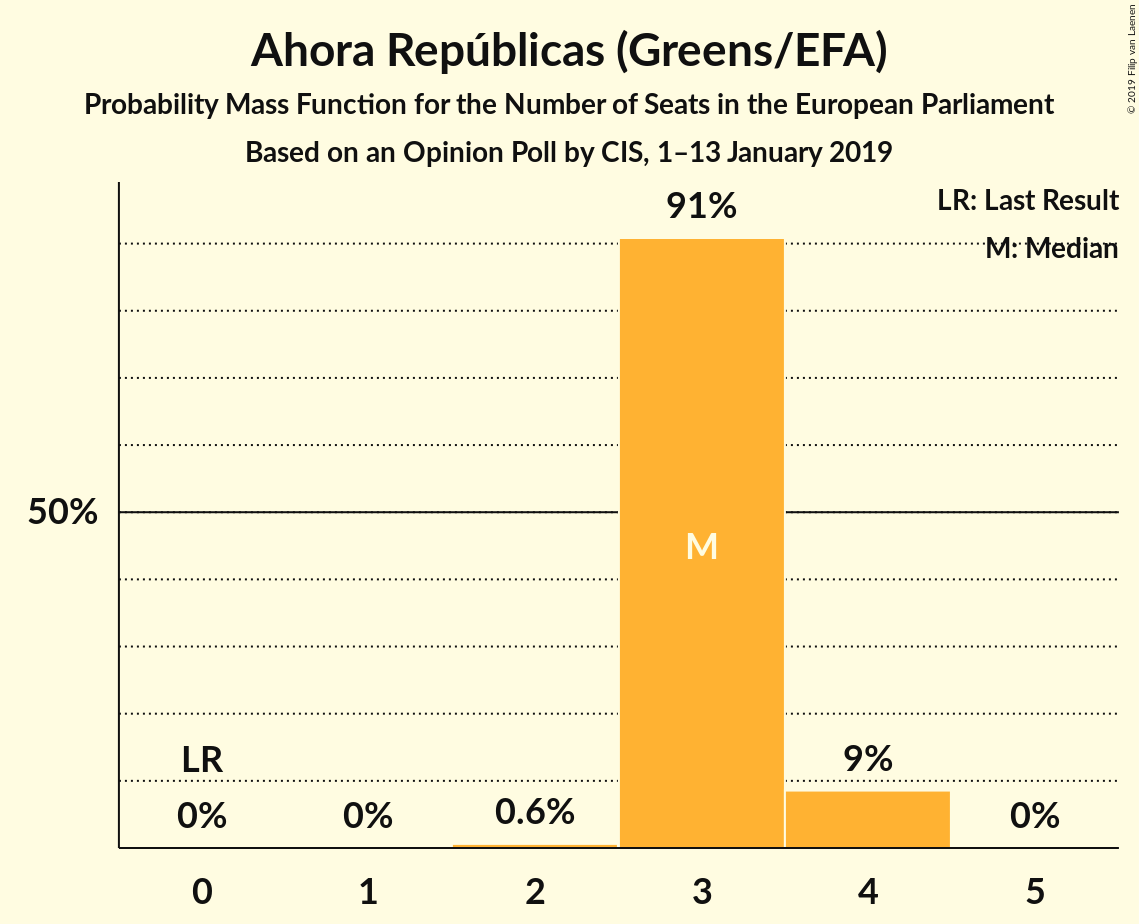 Ahora Repúblicas (Greens/EFA)
Probability Mass Function for the Number of Seats in the European Parliament
Based on an Opinion Poll by CIS, 1–13 January 2019
© 2019 Filip van Laenen
LR: Last Result
M: Median
91%
50%
M
LR
9%
0%
0%
0.6%
0%
0
1
2
3
4
5